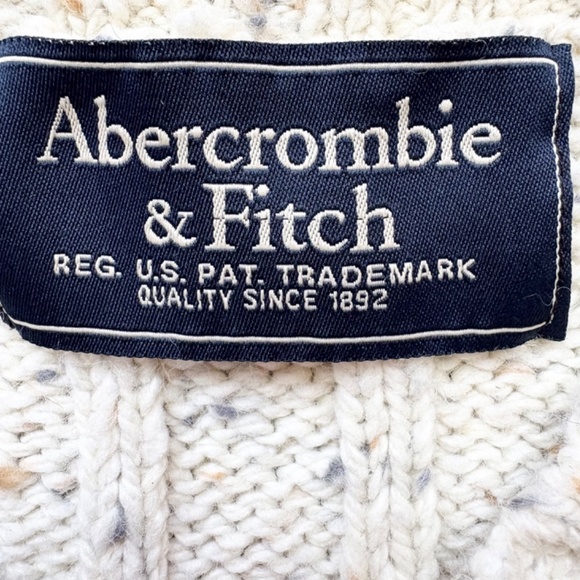 Abercrombie
& Fitch
REG. U.S. PAT. TRADEMARK
QUALITY SINCE 1892